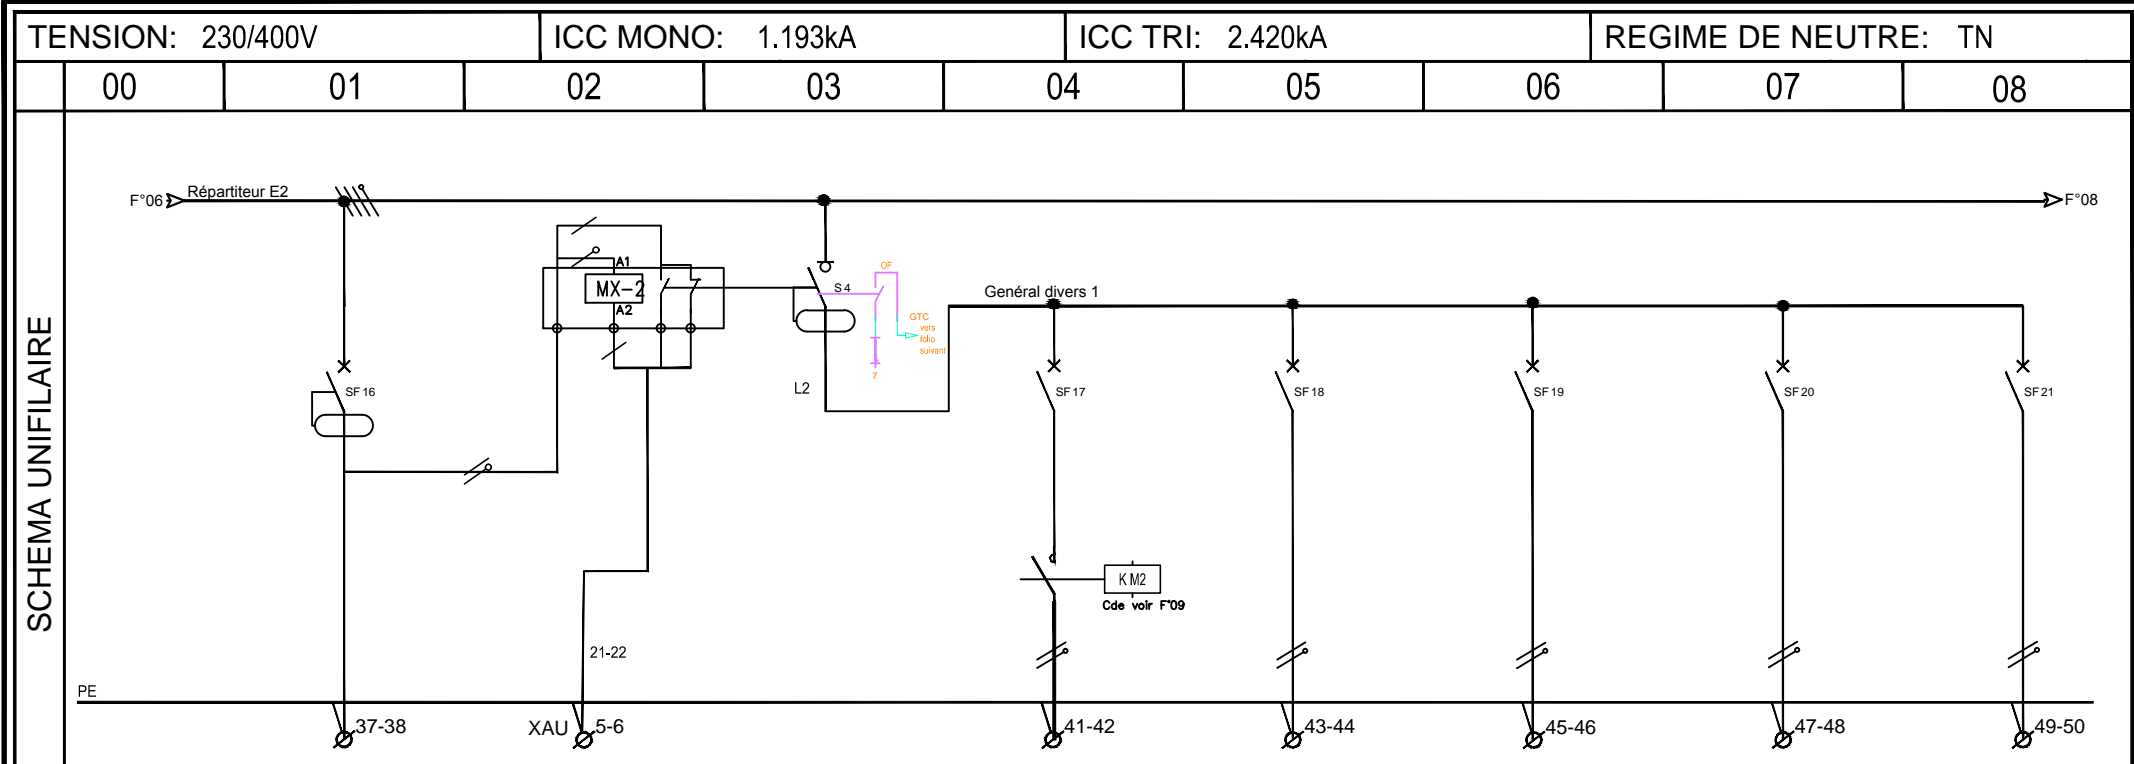 TENSION: 230/400V ICC MONO: 1.193kA ICC TRI: 2.420kA REGIME DE NEUTRE: TN
00 01 02 03 04 05 06 07 08
SCHEMA UNIFILAIRE
F°06 Répartiteur E2 F°08
A1
MX-2
A2
S4
OF
GTC
vers
folio
suivant
7
L2
Genéral divers 1
SF16 SF17 SF18 SF19 SF20 SF21
KM2
Cde voir F°09
21-22
PE
37-38 XAU 5-6 41-42 43-44 45-46 47-48 49-50